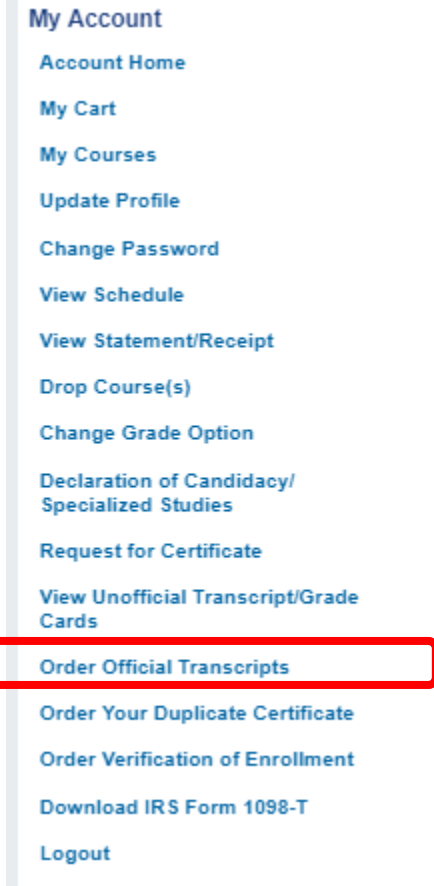 My Account
Account Home
My Cart
My Courses
Update Profile
Change Password
View Schedule
View Statement/Receipt
Drop Course(s)
Change Grade Option
Declaration of Candidacy/
Specialized Studies
Request for Certificate
View Unofficial Transcript/Grade
Cards
Order Official Transcripts
Order Your Duplicate Certificate
Order Verification of Enrollment
Download IRS Form 1098-T
Logout